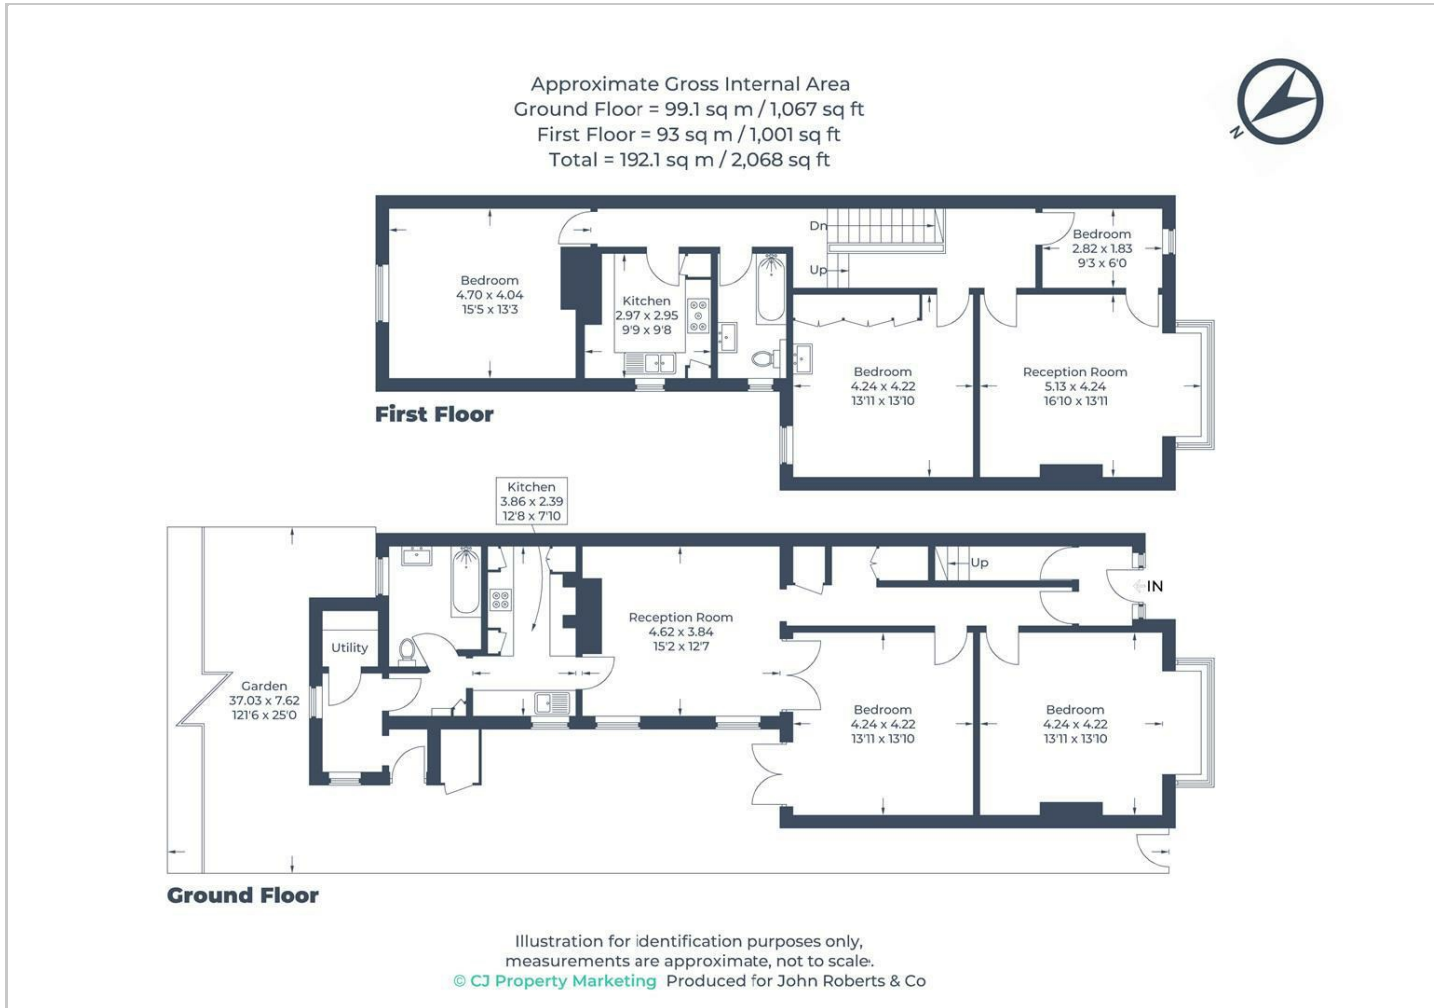 Approximate Gross Internal Area
Ground Floor = 99.1 sq m / 1,067 sq ft
First Floor = 93 sq m / 1,001 sq ft
Total = 192.1 sq m / 2,068 sq ft
N
Dn
Up
Bedroom
2.82 x 1.83
9'3 x 6'0
Bedroom
4.70 x 4.04
15'5 x 13'3
Kitchen
2.97 x 2.95
9'9 x 9'8
Bedroom
4.24 x 4.22
13'11 x 13'10
Reception Room
5.13 x 4.24
16'10 x 13'11
First Floor
Kitchen
3.86 x 2.39
12'8 x 7'10
Up
IN
Reception Room
4.62 x 3.84
15'2 x 12'7
Utility
Garden
37.03 x 7.62
121'6 x 25'0
Bedroom
4.24 x 4.22
13'11 x 13'10
Bedroom
4.24 x 4.22
13'11 x 13'10
Ground Floor
Illustration for identification purposes only,
measurements are approximate, not to scale.
© CJ Property Marketing Produced for John Roberts & Co